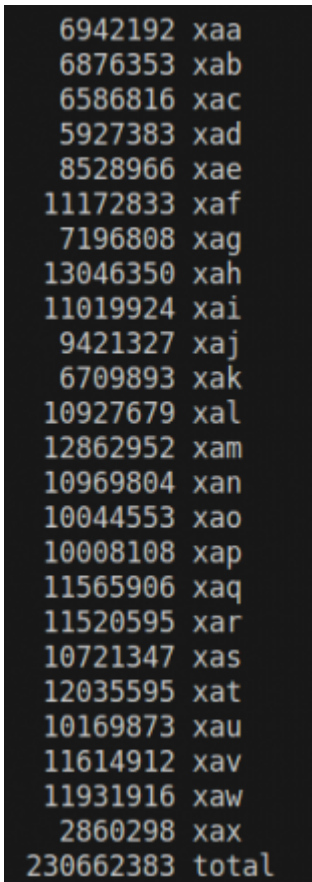 6942192 xaa
6876353 xab
6586816 xac
5927383 xad
8528966 xae
11172833 xaf
7196808 xag
13046350 xah
11019924 xai
9421327 xaj
6709893 xak
10927679 xal
12862952 xam
10969804 xan
10044553 xao
10008108 xap
11565906 xaq
11520595 xar
10721347 xas
12035595 xat
10169873 xau
11614912 xav
11931916 xaw
2860298 xax
230662383 total